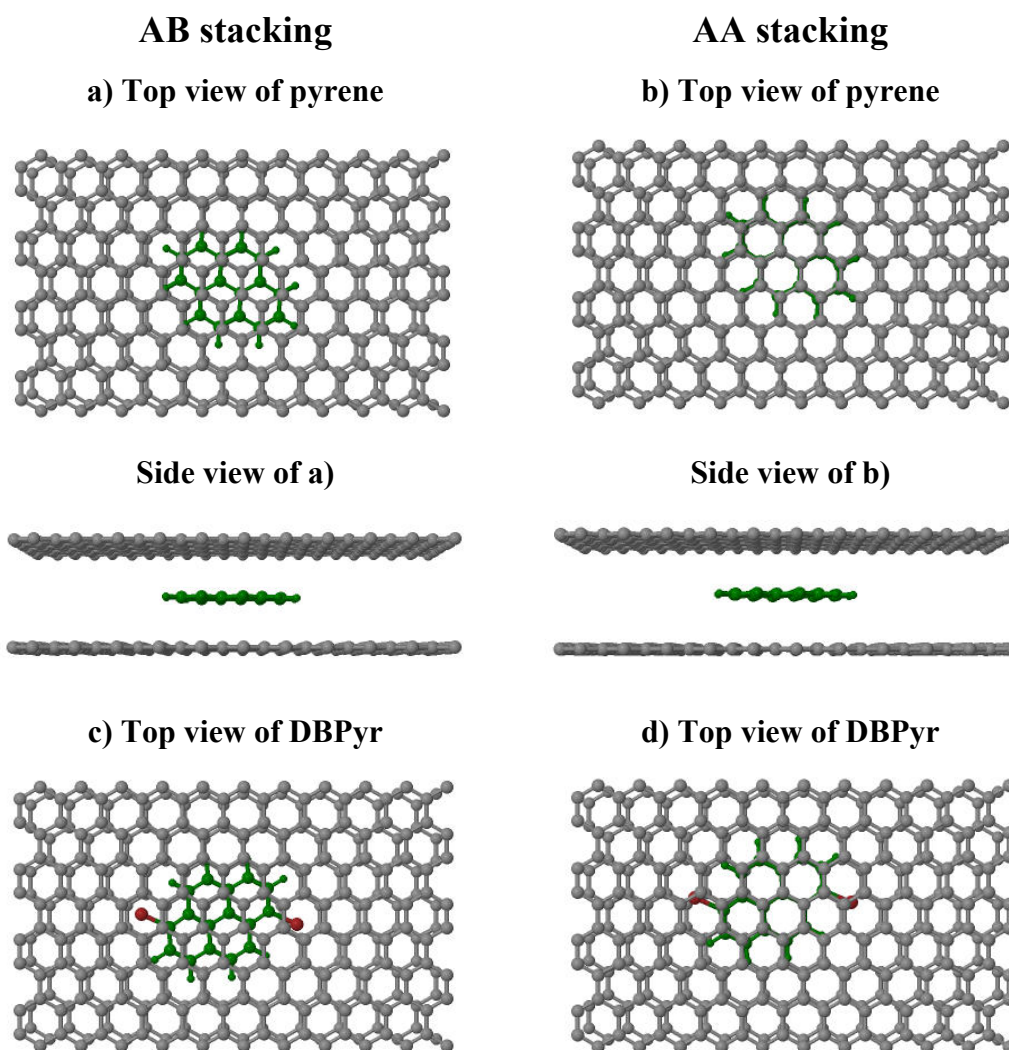 AB stacking
AA stacking
a) Top view of pyrene
b) Top view of pyrene
Side view of a)
Side view of b)
c) Top view of DBPyr
d) Top view of DBPyr